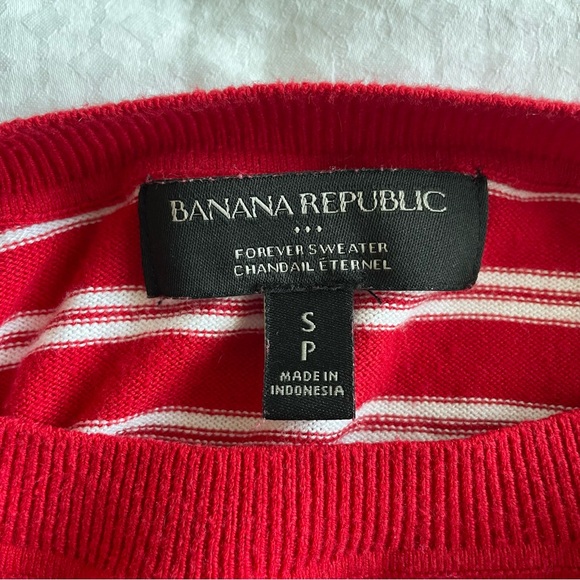 BANANA REPUBLIC
FOREVER SWEATER
CHANDAIL ÉTERNEL
S
P
MADE IN
INDONESIA